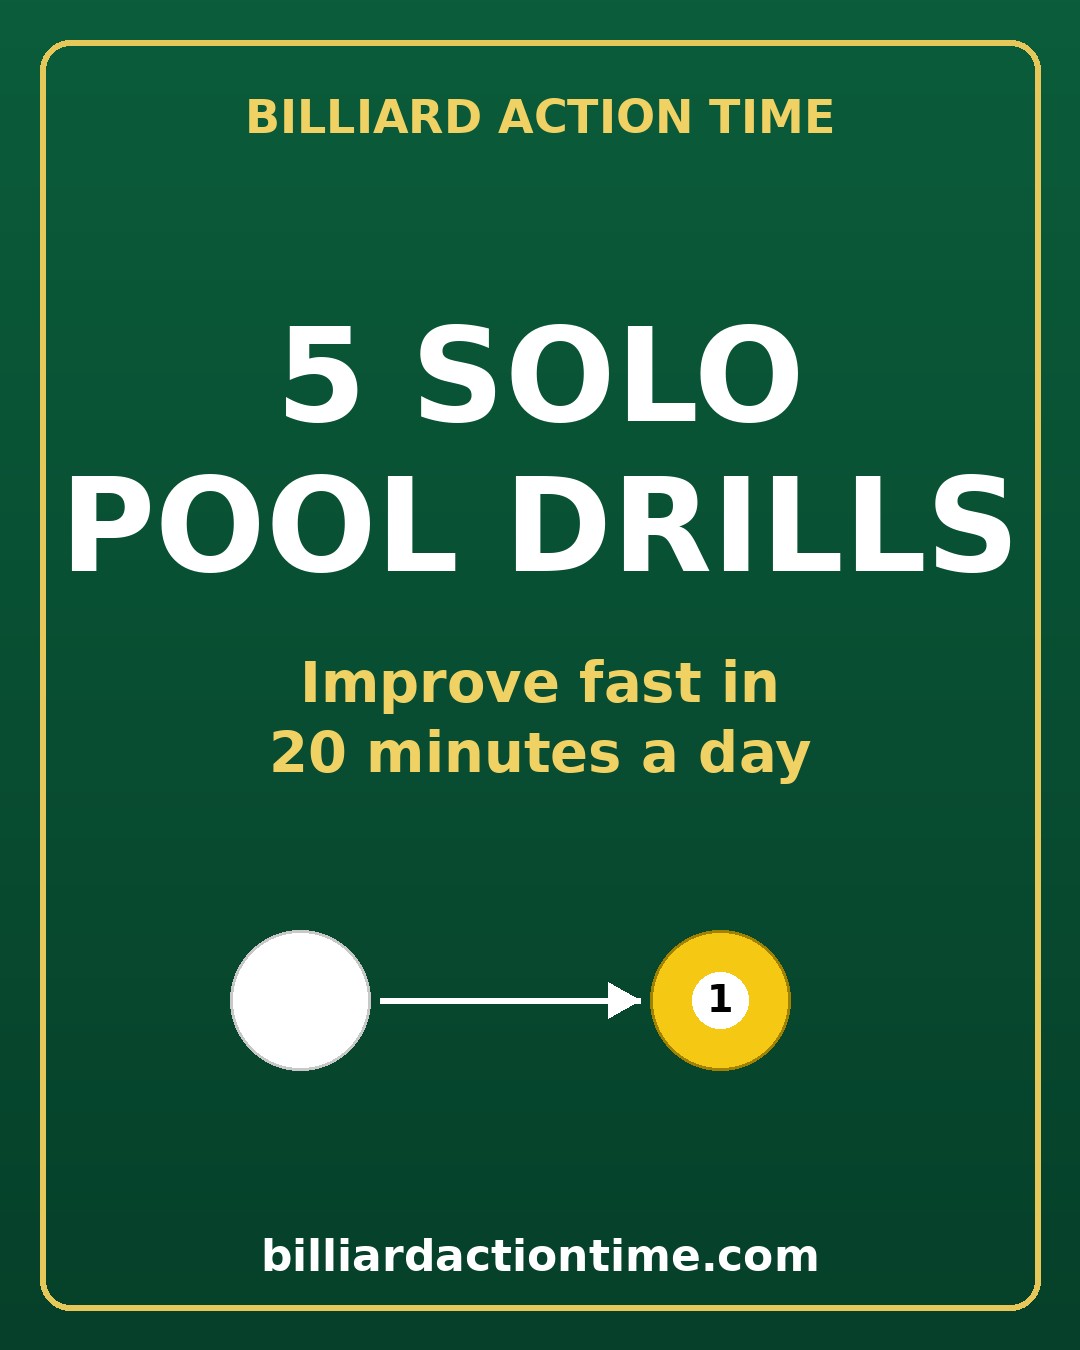 BILLIARD ACTION TIME
5 SOLO
POOL DRILLS
Improve fast in
20 minutes a day
1
billiardactiontime.com